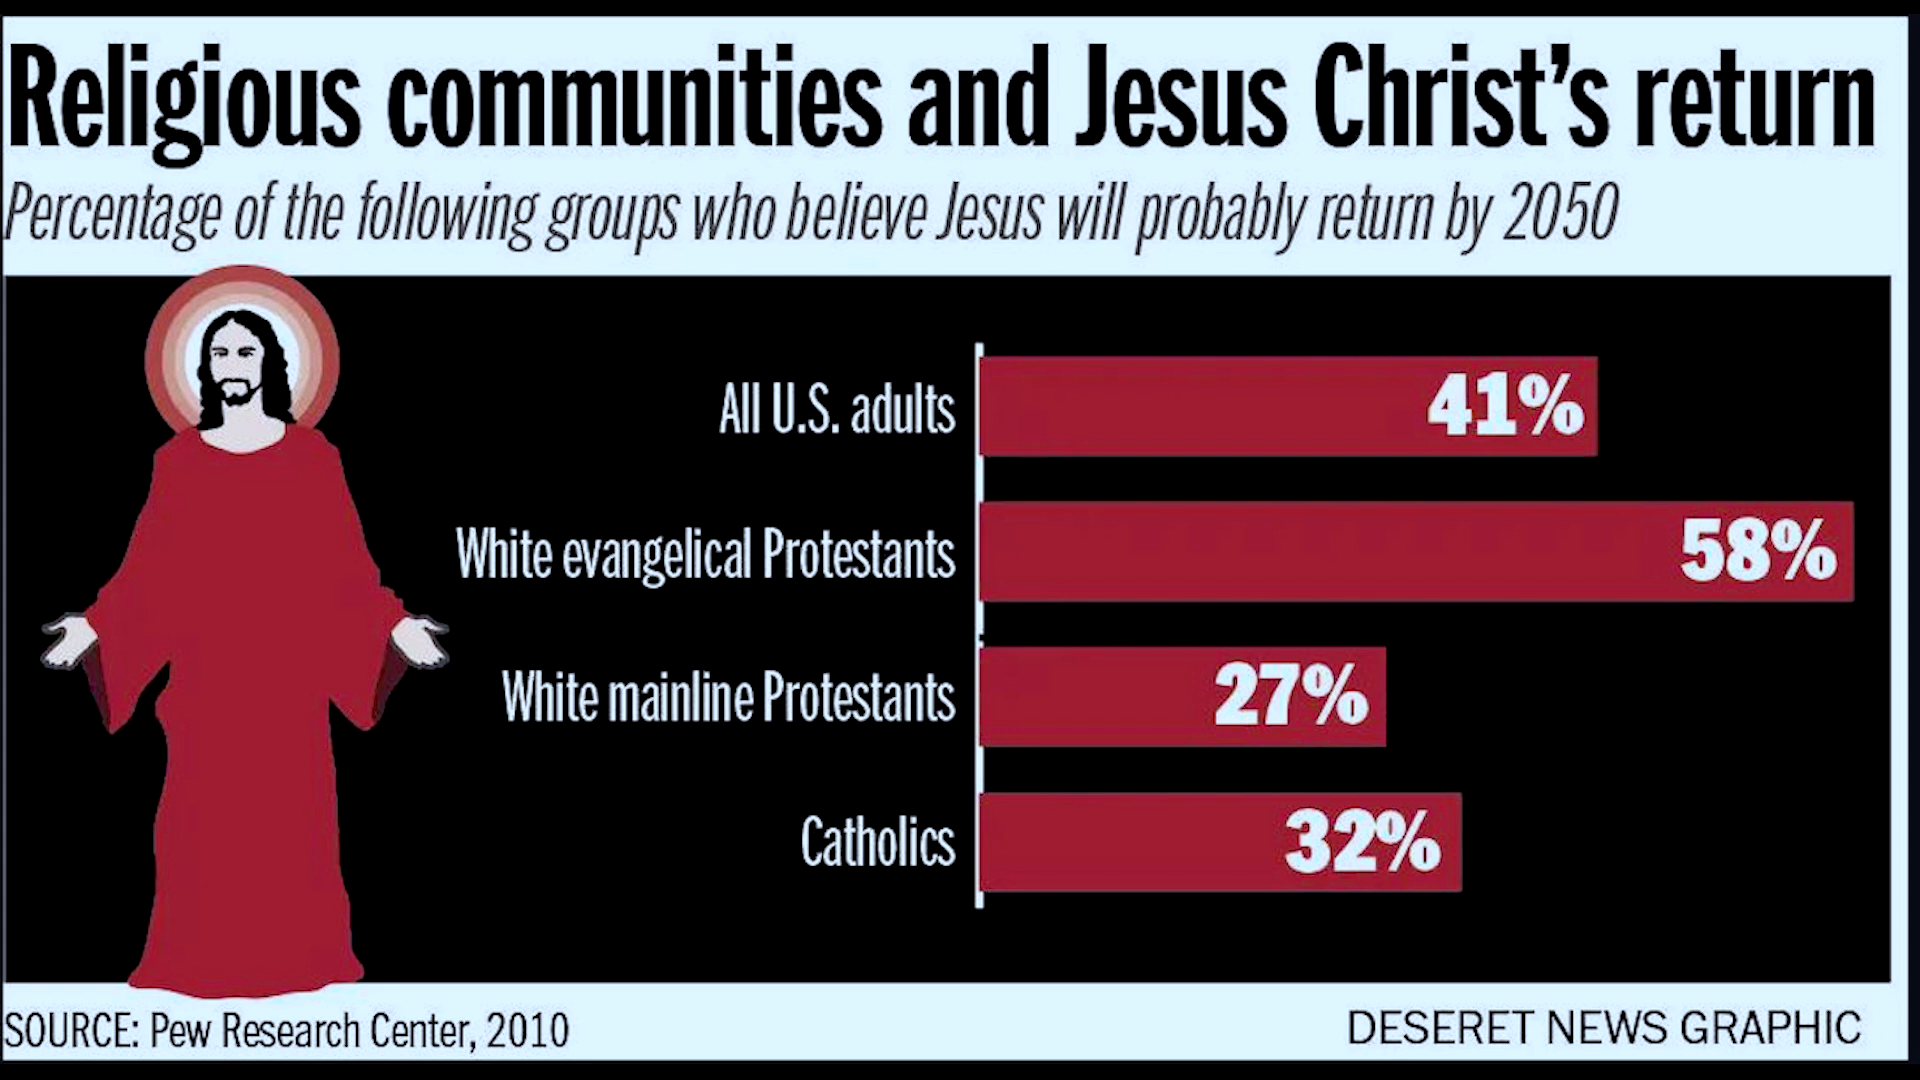 Religious communities and Jesus Christ’s return
Percentage of the following groups who believe Jesus will probably return by 2050
All U.S. adults 41%
White evangelical Protestants 58%
White mainline Protestants 27%
Catholics 32%
SOURCE: Pew Research Center, 2010
DESERET NEWS GRAPHIC